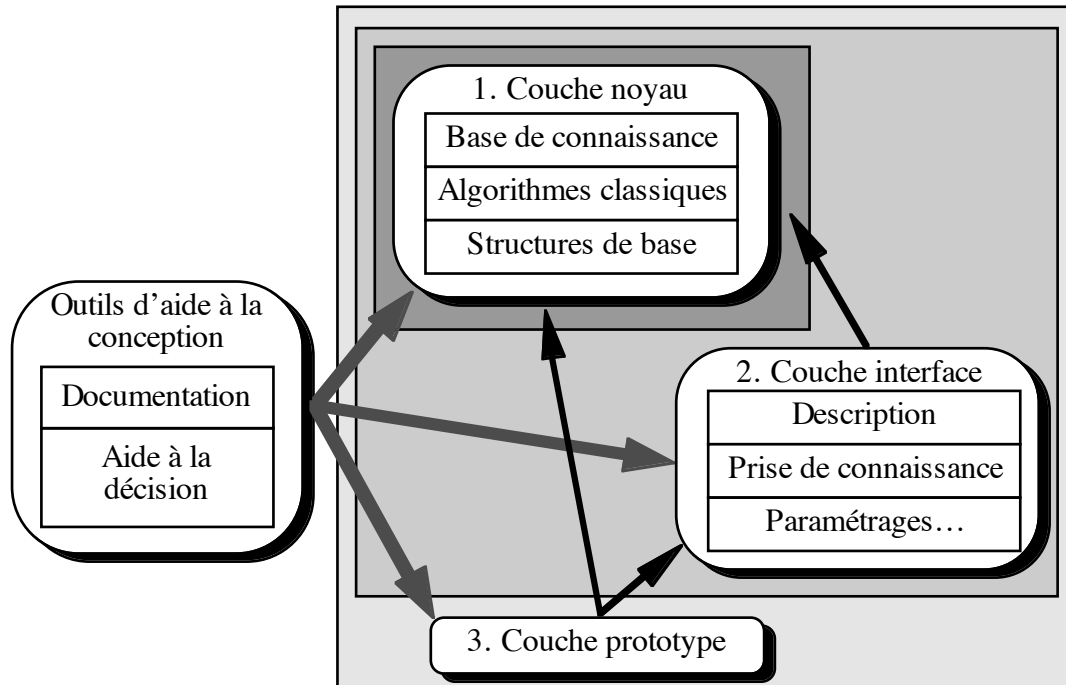 1. Couche noyau
Base de connaissance
Algorithmes classiques
Structures de base
Outils d’aide à la
conception
Documentation
Aide à la
décision
2. Couche interface
Description
Prise de connaissance
Paramétrages…
3. Couche prototype